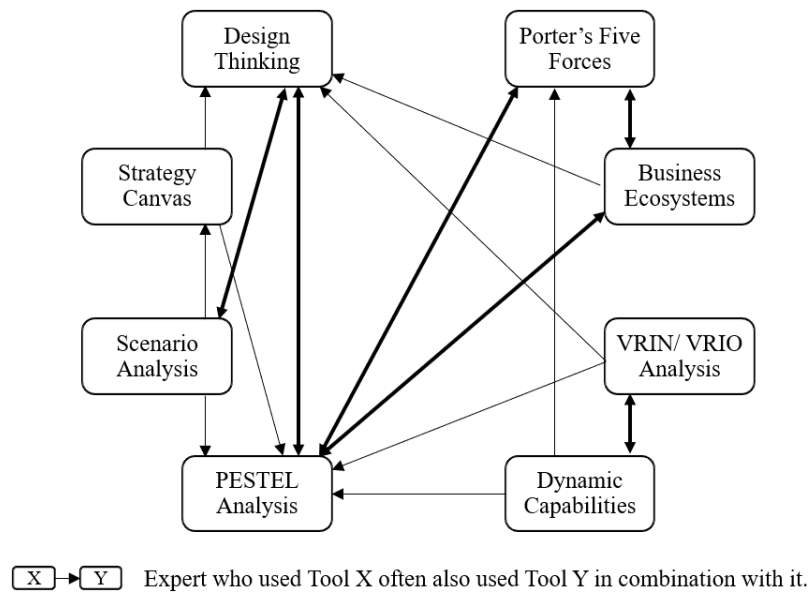 Design
Thinking
Porter's Five
Forces
Strategy
Canvas
Business
Ecosystems
Scenario
Analysis
VRIN/ VRIO
Analysis
PESTEL
Analysis
Dynamic
Capabilities
X Y Expert who used Tool X often also used Tool Y in combination with it.